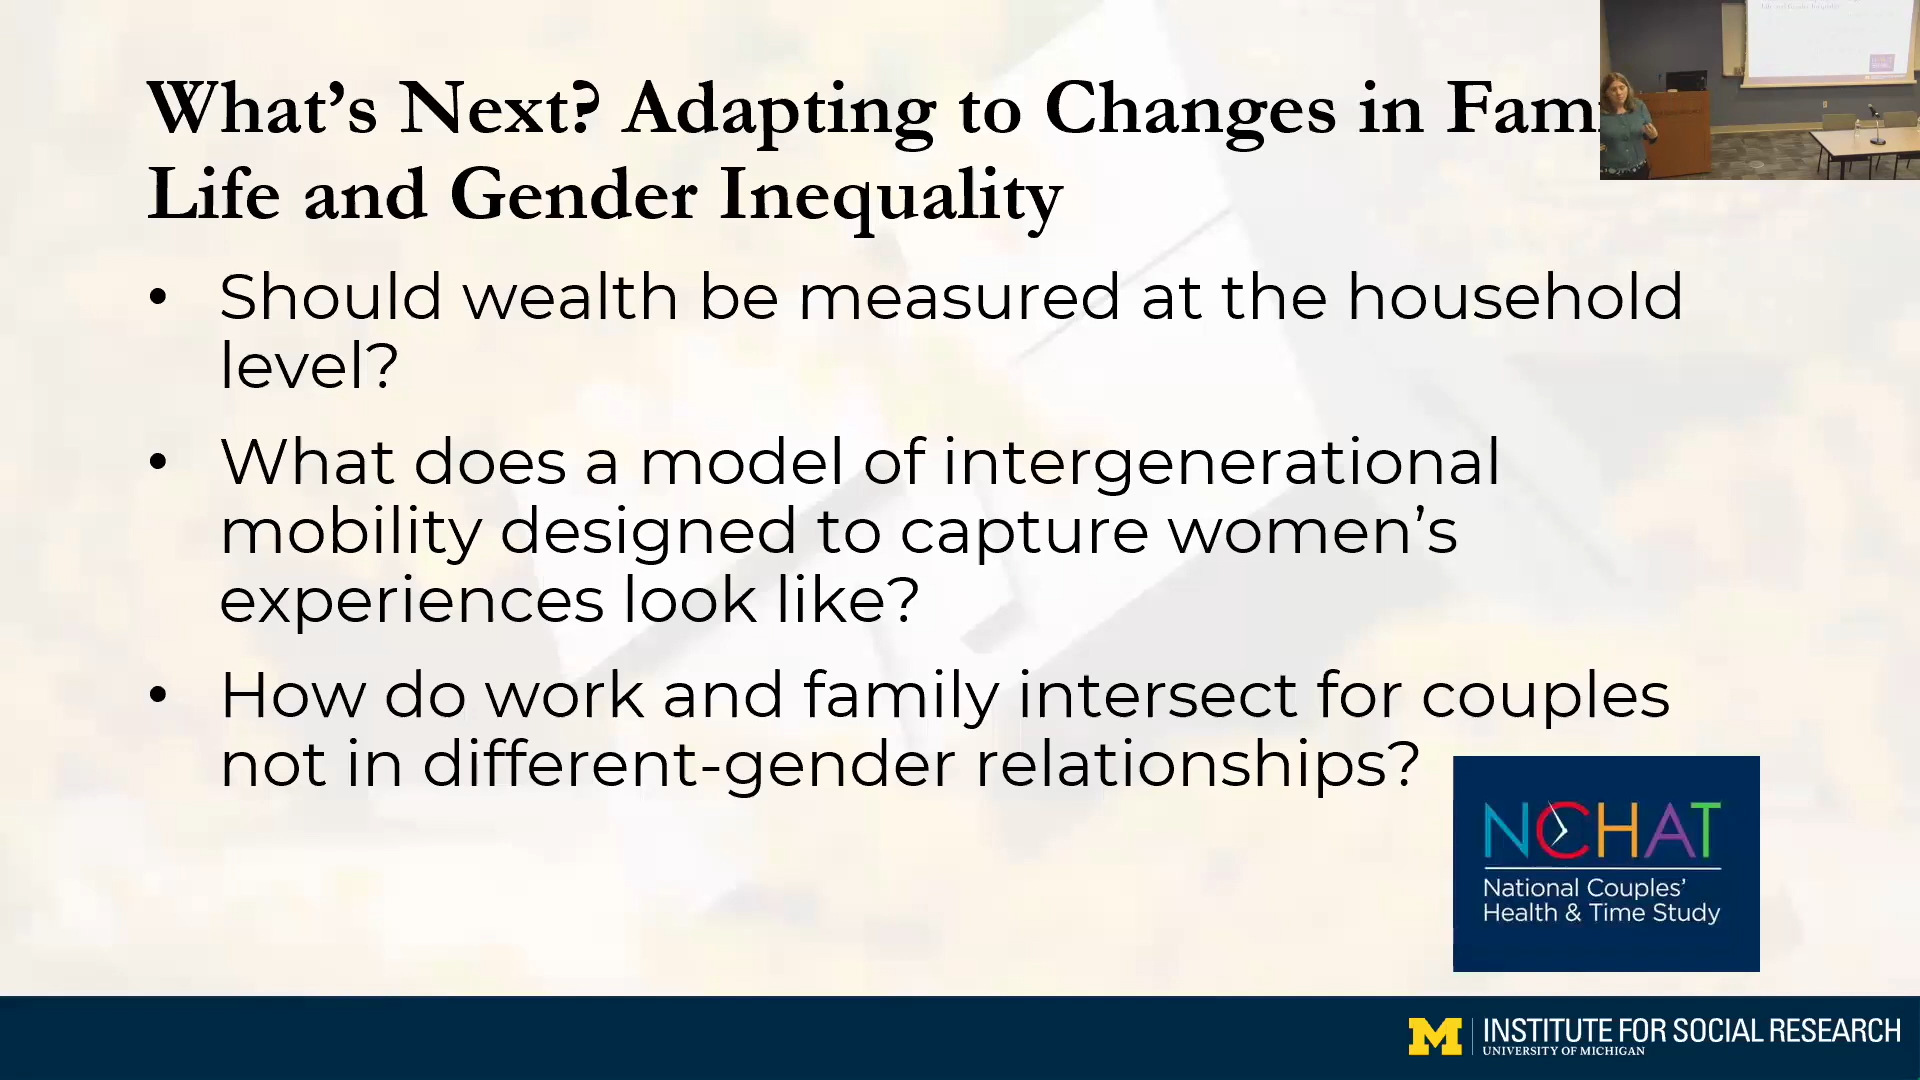 What’s Next? Adapting to Changes in Fam
Life and Gender Inequality
• Should wealth be measured at the household
level?
• What does a model of intergenerational
mobility designed to capture women’s
experiences look like?
• How do work and family intersect for couples
not in different-gender relationships?
NCHAT
National Couples’
Health & Time Study
M INSTITUTE FOR SOCIAL RESEARCH
UNIVERSITY OF MICHIGAN